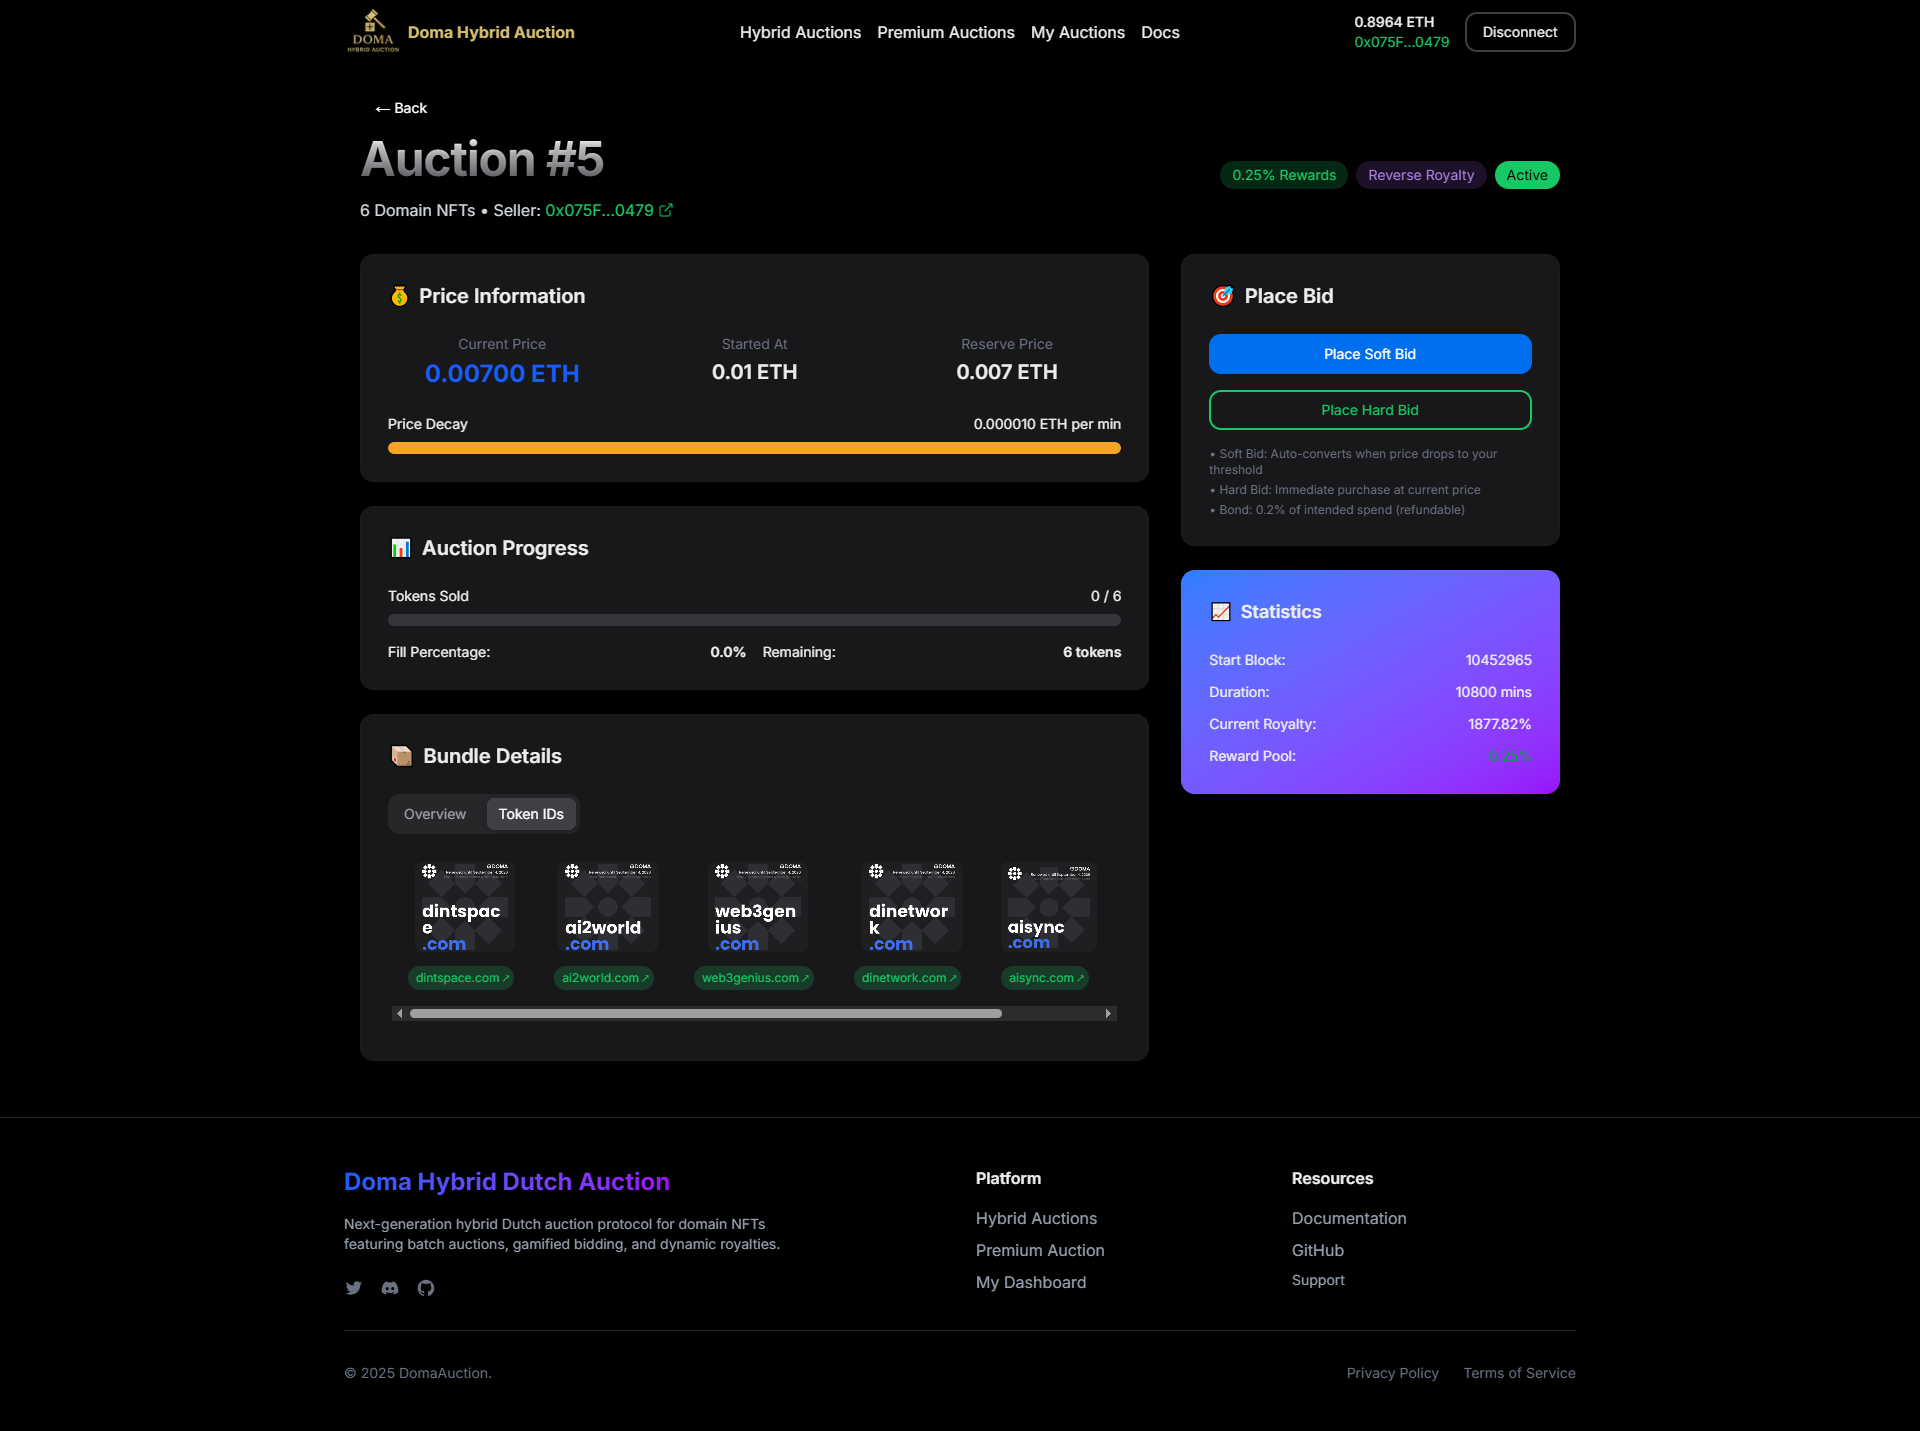 DOMA
HYBRID AUCTION
Doma Hybrid Auction
Hybrid Auctions
Premium Auctions
My Auctions
Docs
0.8964 ETH
0x075F...0479
Disconnect
← Back
Auction #5
0.25% Rewards
Reverse Royalty
Active
6 Domain NFTs • Seller: 0x075F...0479
Price Information
Current Price
0.00700 ETH
Started At
0.01 ETH
Reserve Price
0.007 ETH
Price Decay
0.000010 ETH per min
Place Bid
Place Soft Bid
Place Hard Bid
• Soft Bid: Auto-converts when price drops to your
threshold
• Hard Bid: Immediate purchase at current price
• Bond: 0.2% of intended spend (refundable)
Auction Progress
Tokens Sold
0 / 6
Fill Percentage:
0.0%
Remaining:
6 tokens
Statistics
Start Block:
10452965
Duration:
10800 mins
Current Royalty:
1877.82%
Reward Pool:
0.25%
Bundle Details
Overview
Token IDs
DOMA
dintspac
e
.com
dintspace.com↗
DOMA
ai2world
.com
ai2world.com↗
DOMA
web3gen
ius
.com
web3genius.com↗
DOMA
dinetwor
k
.com
dinetwork.com↗
DOMA
aisync
.com
aisync.com↗
Doma Hybrid Dutch Auction
Next-generation hybrid Dutch auction protocol for domain NFTs
featuring batch auctions, gamified bidding, and dynamic royalties.
Platform
Hybrid Auctions
Premium Auction
My Dashboard
Resources
Documentation
GitHub
Support
© 2025 DomaAuction.
Privacy Policy
Terms of Service